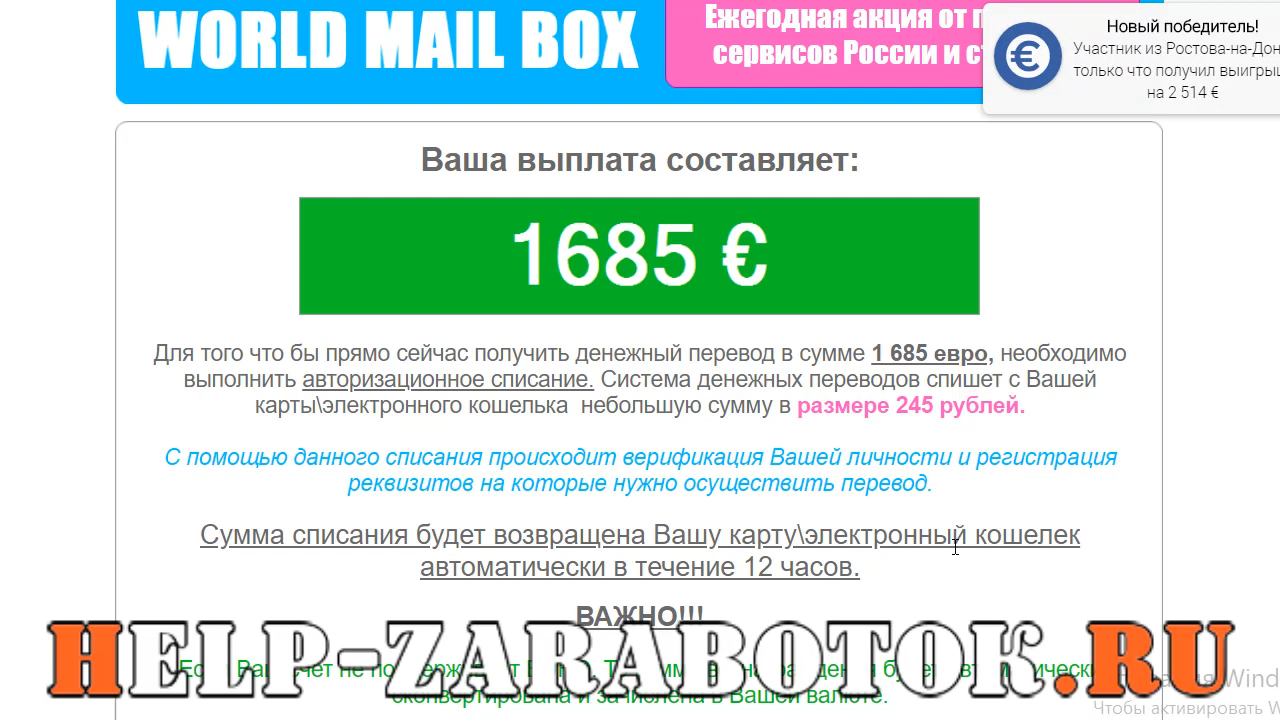 WORLD MAIL BOX
Ежегодная акция от п
сервисов России и ст
Новый победитель!
Участник из Ростова-на-Дон
только что получил выигры
на 2 514 €
Ваша выплата составляет:
1685 €
Для того что бы прямо сейчас получить денежный перевод в сумме 1 685 евро, необходимо
выполнить авторизационное списание. Система денежных переводов спишет с Вашей
карты\электронного кошелька небольшую сумму в размере 245 рублей.
С помощью данного списания происходит верификация Вашей личности и регистрация
реквизитов на которые нужно осуществить перевод.
Сумма списания будет возвращена Вашу карту\электронный кошелек
автоматически в течение 12 часов.
ВАЖНО!!!
HELP-ZARABOTOK.RU
сконвертирована и зачислена в Вашей валюте.
Чтобы активировать W